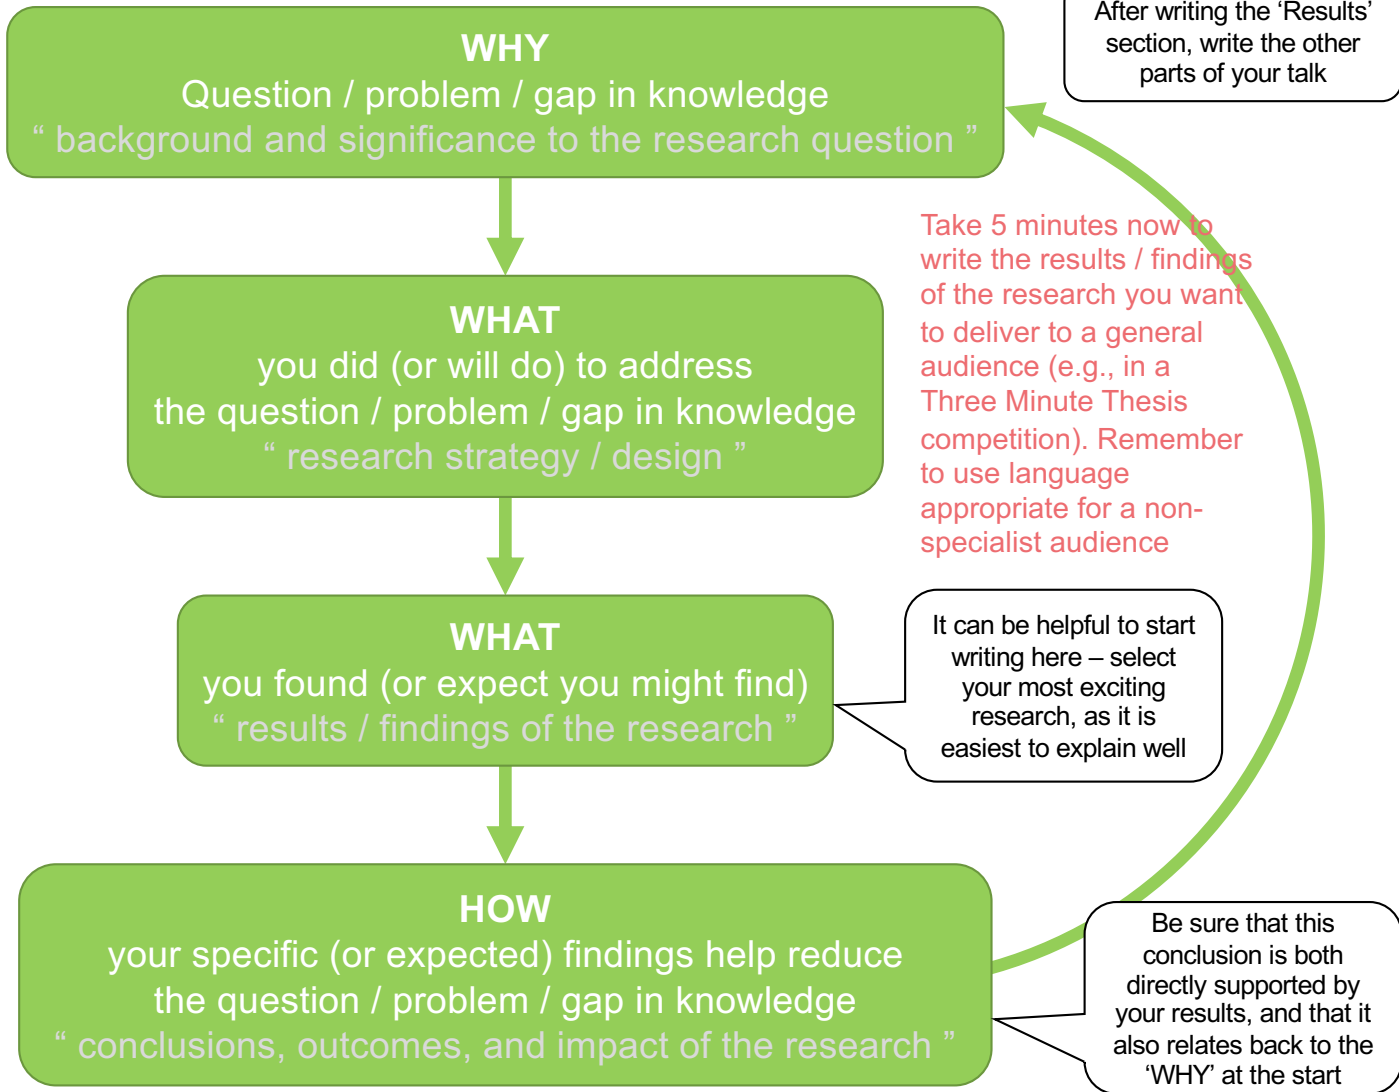 After writing the ‘Results’
section, write the other
parts of your talk
WHY
Question / problem / gap in knowledge
“ background and significance to the research question ”
Take 5 minutes now to
write the results / findings
of the research you want
to deliver to a general
audience (e.g., in a
Three Minute Thesis
competition). Remember
to use language
appropriate for a non-
specialist audience
WHAT
you did (or will do) to address
the question / problem / gap in knowledge
“ research strategy / design ”
WHAT
you found (or expect you might find)
“ results / findings of the research ”
It can be helpful to start
writing here – select
your most exciting
research, as it is
easiest to explain well
HOW
your specific (or expected) findings help reduce
the question / problem / gap in knowledge
“ conclusions, outcomes, and impact of the research ”
Be sure that this
conclusion is both
directly supported by
your results, and that it
also relates back to the
‘WHY’ at the start